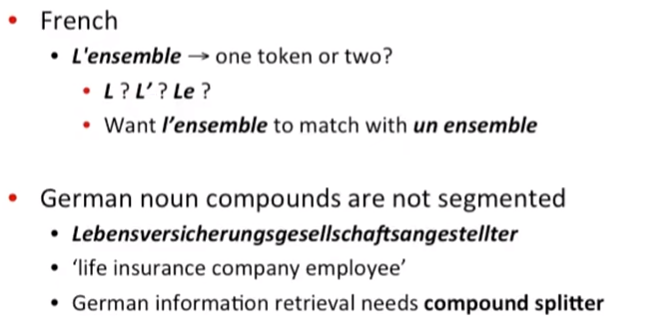 • French
• L'ensemble → one token or two?
• L ? L’ ? Le ?
• Want l’ensemble to match with un ensemble
• German noun compounds are not segmented
• Lebensversicherungsgesellschaftsangestellter
• ‘life insurance company employee’
• German information retrieval needs compound splitter